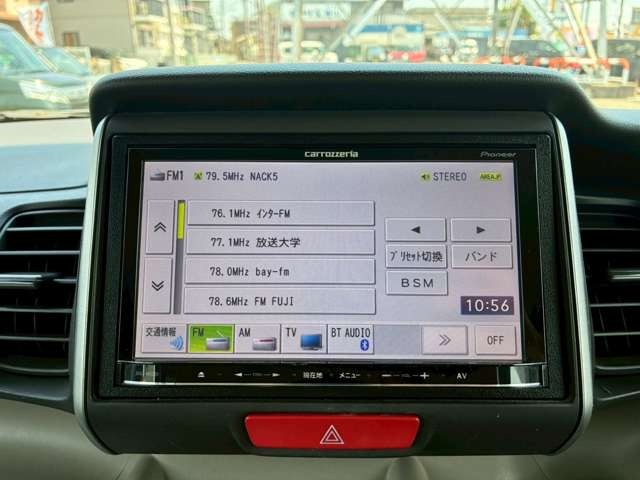 carrozzeria
Pioneer
FM1 79.5MHz NACK5 STEREO AREA.JP
76.1MHz インターFM
77.1MHz 放送大学
78.0MHz bay-fm
78.6MHz FM FUJI
プリセット切換 バンド
BSM
10:56
交通情報 FM AM TV BT AUDIO OFF
現在地 メニュー AV